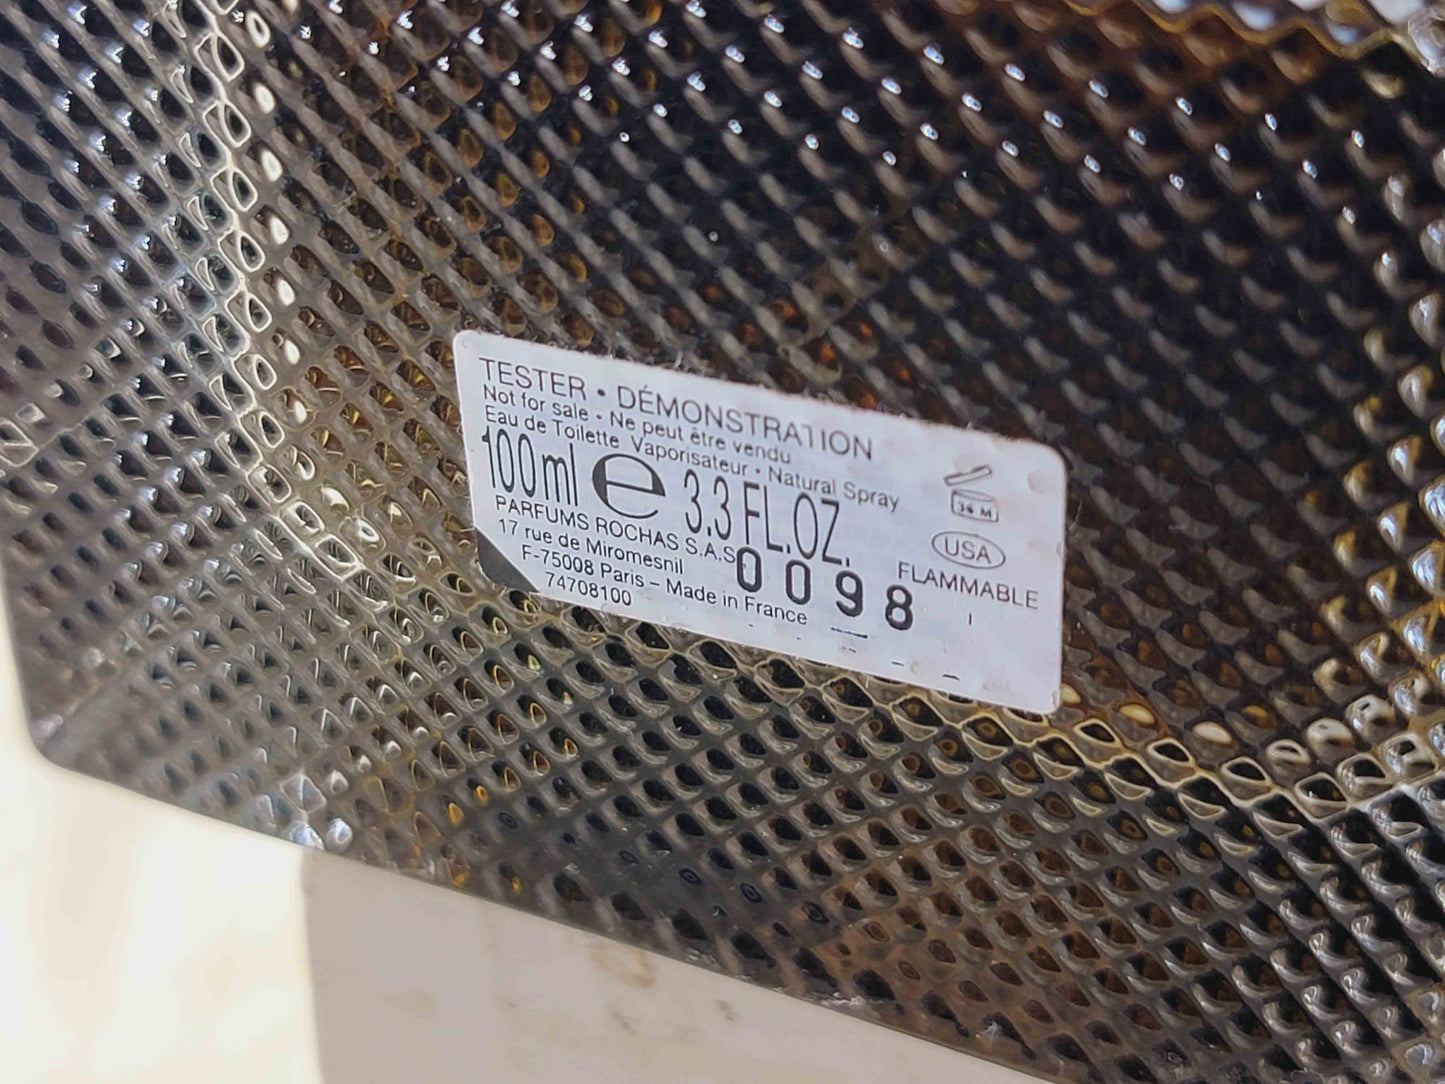 TESTER • DÉMONSTRATION
Not for sale - Ne peut être vendu
Eau de Toilette Vaporisateur • Natural Spray
100ml e 3.3 FL.OZ.
PARFUMS ROCHAS S.A.S
17 rue de Miromesnil
F-75008 Paris – Made in France
74708100
0098
36 M
USA
FLAMMABLE